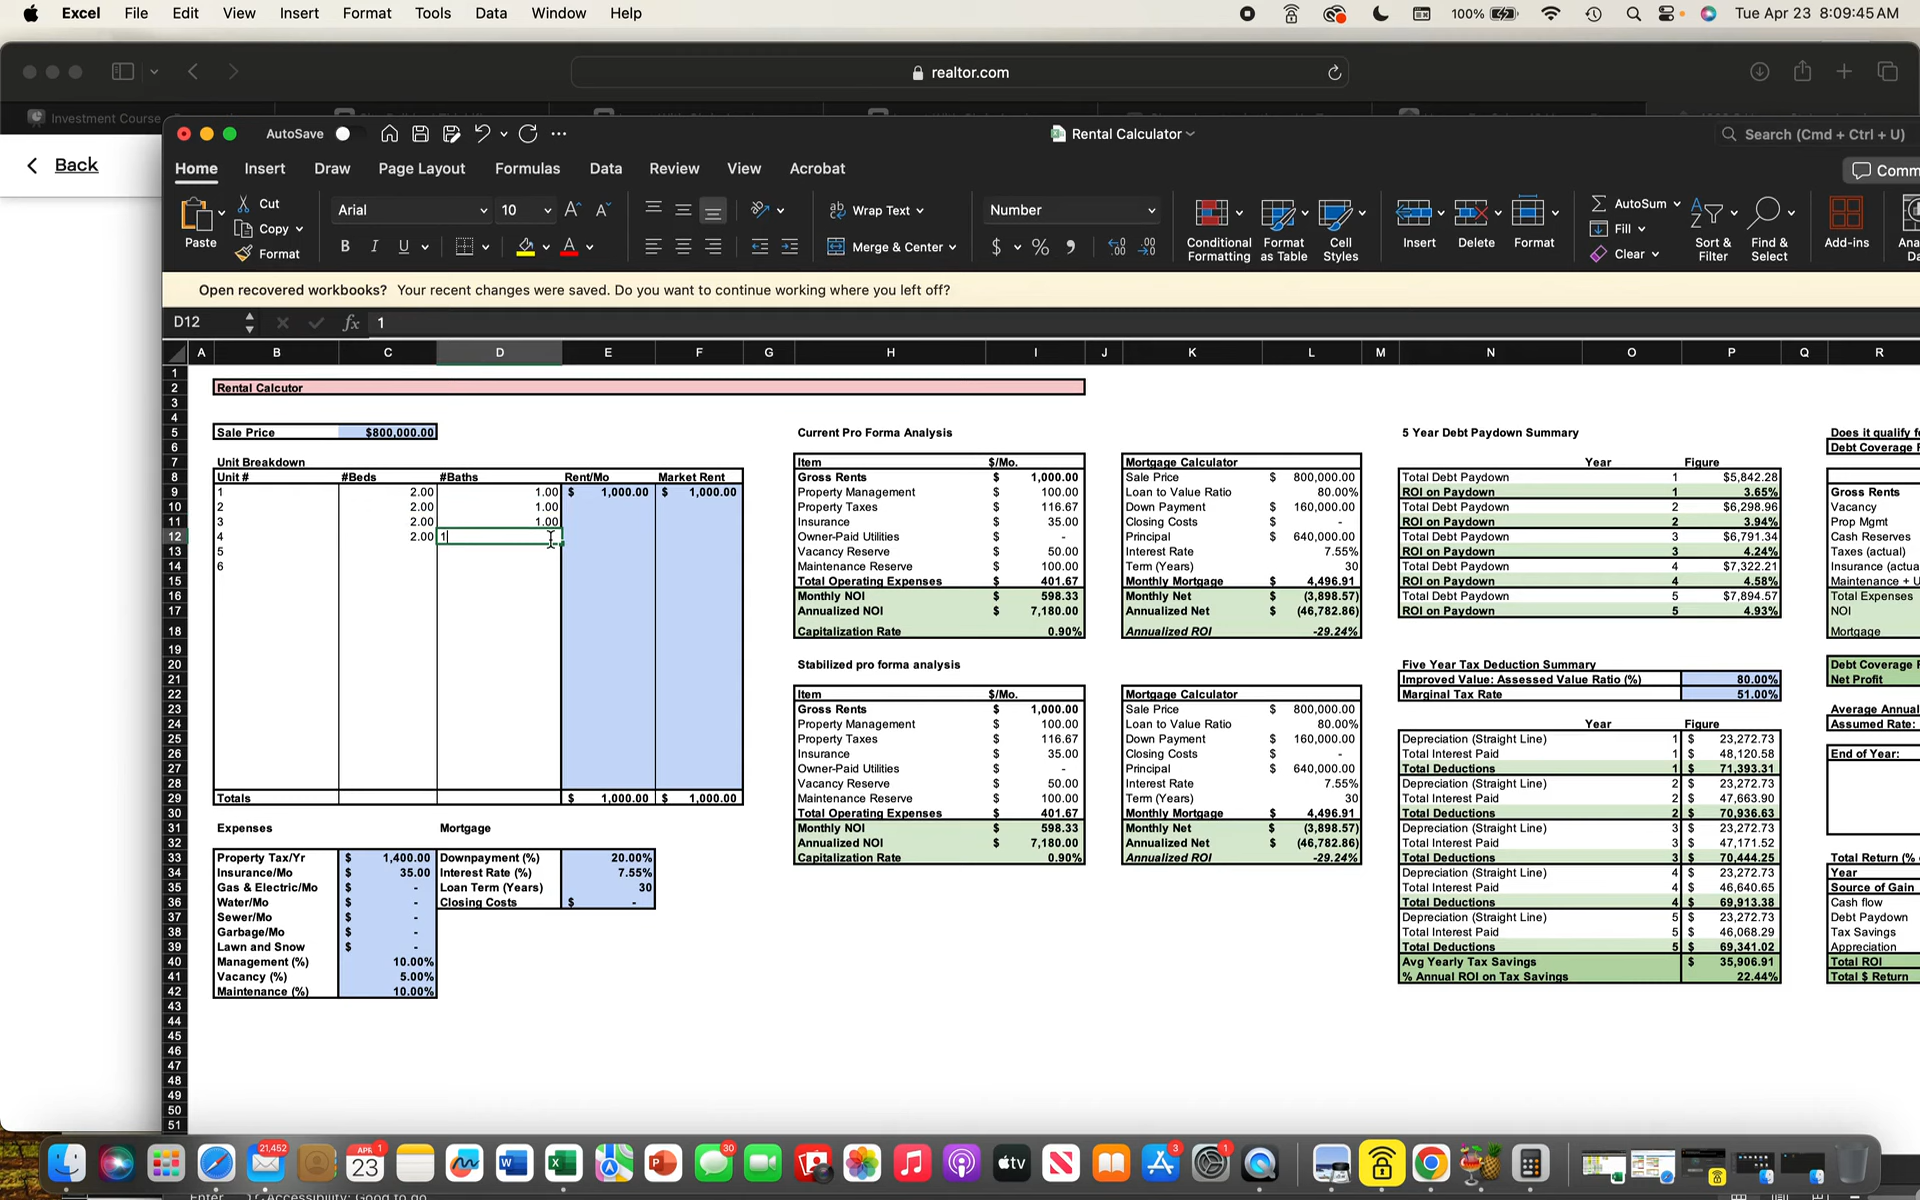 Excel File Edit View Insert Format Tools Data Window Help 100% Tue Apr 23 8:09:45 AM
realtor.com
Investment Course
AutoSave Rental Calculator Search (Cmd + Ctrl + U)
Back
Home Insert Draw Page Layout Formulas Data Review View Acrobat Comm
Cut
Copy
Format
Paste
Arial 10
B I U
Wrap Text
Merge & Center
Number
$ %
Conditional Formatting
Format as Table
Cell Styles
Insert Delete Format
AutoSum
Fill
Clear
Sort & Filter
Find & Select
Add-ins
Open recovered workbooks? Your recent changes were saved. Do you want to continue working where you left off?
D12 fx 1
A B C D E F G H I J K L M N O P Q R
Rental Calcutor
Sale Price $800,000.00
Unit Breakdown
Unit # #Beds #Baths Rent/Mo Market Rent
1 2.00 1.00 $ 1,000.00 $ 1,000.00
2 2.00 1.00
3 2.00 1.00
4 2.00 1
5
6
Totals $ 1,000.00 $ 1,000.00
Expenses Mortgage
Property Tax/Yr $ 1,400.00 Downpayment (%) 20.00%
Insurance/Mo $ 35.00 Interest Rate (%) 7.55%
Gas & Electric/Mo $ - Loan Term (Years) 30
Water/Mo $ - Closing Costs $ -
Sewer/Mo $ -
Garbage/Mo $ -
Lawn and Snow $ -
Management (%) 10.00%
Vacancy (%) 5.00%
Maintenance (%) 10.00%
Current Pro Forma Analysis
Item $/Mo.
Gross Rents $ 1,000.00
Property Management $ 100.00
Property Taxes $ 116.67
Insurance $ 35.00
Owner-Paid Utilities $ -
Vacancy Reserve $ 50.00
Maintenance Reserve $ 100.00
Total Operating Expenses $ 401.67
Monthly NOI $ 598.33
Annualized NOI $ 7,180.00
Capitalization Rate 0.90%
Mortgage Calculator
Sale Price $ 800,000.00
Loan to Value Ratio 80.00%
Down Payment $ 160,000.00
Closing Costs $ -
Principal $ 640,000.00
Interest Rate 7.55%
Term (Years) 30
Monthly Mortgage $ 4,496.91
Monthly Net $ (3,898.57)
Annualized Net $ (46,782.86)
Annualized ROI -29.24%
Stabilized pro forma analysis
Item $/Mo.
Gross Rents $ 1,000.00
Property Management $ 100.00
Property Taxes $ 116.67
Insurance $ 35.00
Owner-Paid Utilities $ -
Vacancy Reserve $ 50.00
Maintenance Reserve $ 100.00
Total Operating Expenses $ 401.67
Monthly NOI $ 598.33
Annualized NOI $ 7,180.00
Capitalization Rate 0.90%
Mortgage Calculator
Sale Price $ 800,000.00
Loan to Value Ratio 80.00%
Down Payment $ 160,000.00
Closing Costs $ -
Principal $ 640,000.00
Interest Rate 7.55%
Term (Years) 30
Monthly Mortgage $ 4,496.91
Monthly Net $ (3,898.57)
Annualized Net $ (46,782.86)
Annualized ROI -29.24%
5 Year Debt Paydown Summary
Year Figure
Total Debt Paydown 1 $5,842.28
ROI on Paydown 1 3.65%
Total Debt Paydown 2 $6,298.96
ROI on Paydown 2 3.94%
Total Debt Paydown 3 $6,791.34
ROI on Paydown 3 4.24%
Total Debt Paydown 4 $7,322.21
ROI on Paydown 4 4.58%
Total Debt Paydown 5 $7,894.57
ROI on Paydown 5 4.93%
Five Year Tax Deduction Summary
Improved Value: Assessed Value Ratio (%) 80.00%
Marginal Tax Rate 51.00%
Year Figure
Depreciation (Straight Line) 1 $ 23,272.73
Total Interest Paid 1 $ 48,120.58
Total Deductions 1 $ 71,393.31
Depreciation (Straight Line) 2 $ 23,272.73
Total Interest Paid 2 $ 47,663.90
Total Deductions 2 $ 70,936.63
Depreciation (Straight Line) 3 $ 23,272.73
Total Interest Paid 3 $ 47,171.52
Total Deductions 3 $ 70,444.25
Depreciation (Straight Line) 4 $ 23,272.73
Total Interest Paid 4 $ 46,640.65
Total Deductions 4 $ 69,913.38
Depreciation (Straight Line) 5 $ 23,272.73
Total Interest Paid 5 $ 46,068.29
Total Deductions 5 $ 69,341.02
Avg Yearly Tax Savings $ 35,906.91
% Annual ROI on Tax Savings 22.44%
Does it qualify f
Debt Coverage
Gross Rents
Vacancy
Prop Mgmt
Cash Reserves
Taxes (actual)
Insurance (actua
Maintenance + U
Total Expenses
NOI
Mortgage
Debt Coverage
Net Profit
Average Annual
Assumed Rate:
End of Year:
Total Return (%
Year
Source of Gain
Cash flow
Debt Paydown
Tax Savings
Appreciation
Total ROI
Total $ Return
21,452
APR 23
1
30
tv
3
1
Enter Accessibility: Good to go